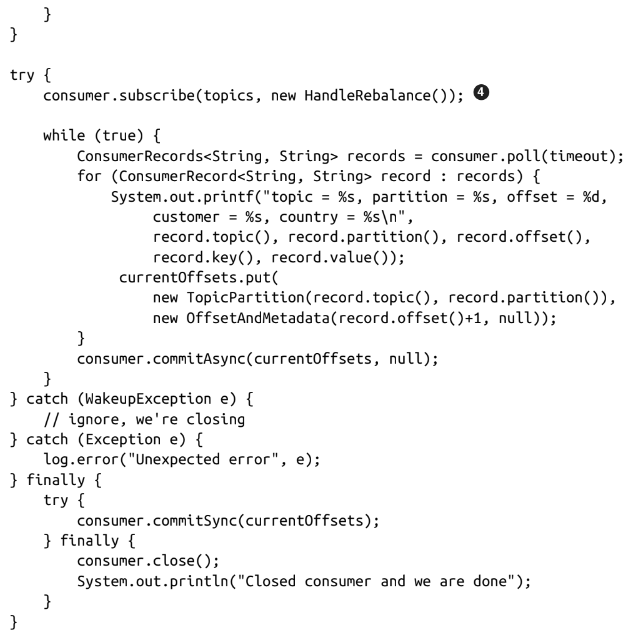 }
}
try {
    consumer.subscribe(topics, new HandleRebalance()); ❹
    while (true) {
        ConsumerRecords<String, String> records = consumer.poll(timeout);
        for (ConsumerRecord<String, String> record : records) {
            System.out.printf("topic = %s, partition = %s, offset = %d,
                customer = %s, country = %s\n",
                record.topic(), record.partition(), record.offset(),
                record.key(), record.value());
             currentOffsets.put(
                new TopicPartition(record.topic(), record.partition()),
                new OffsetAndMetadata(record.offset()+1, null));
        }
        consumer.commitAsync(currentOffsets, null);
    }
} catch (WakeupException e) {
    // ignore, we're closing
} catch (Exception e) {
    log.error("Unexpected error", e);
} finally {
    try {
        consumer.commitSync(currentOffsets);
    } finally {
        consumer.close();
        System.out.println("Closed consumer and we are done");
    }
}